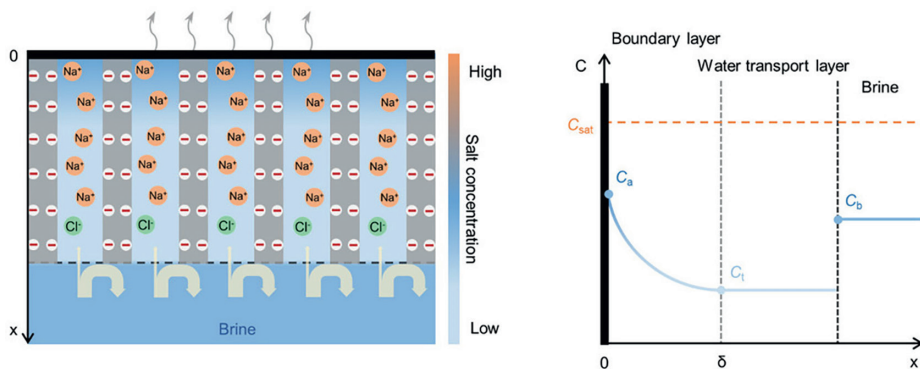 0
Na⁺ Na⁺ Na⁺ Na⁺ Na⁺
Na⁺ Na⁺ Na⁺ Na⁺ Na⁺
Na⁺ Na⁺ Na⁺ Na⁺ Na⁺
Na⁺ Na⁺ Na⁺ Na⁺ Na⁺
Na⁺ Na⁺ Na⁺ Na⁺ Na⁺
Cl⁻ Cl⁻ Cl⁻ Cl⁻ Cl⁻
Brine
x
High
Salt concentration
Low
Boundary layer
C
Water transport layer
Brine
Csat
Ca
Cb
Ct
0
δ
x